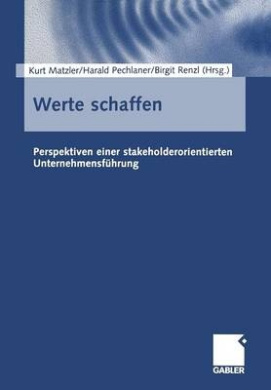 Kurt Matzler/Harald Pechlaner/Birgit Renzl (Hrsg.)
Werte schaffen
Perspektiven einer stakeholderorientierten
Unternehmensführung
GABLER